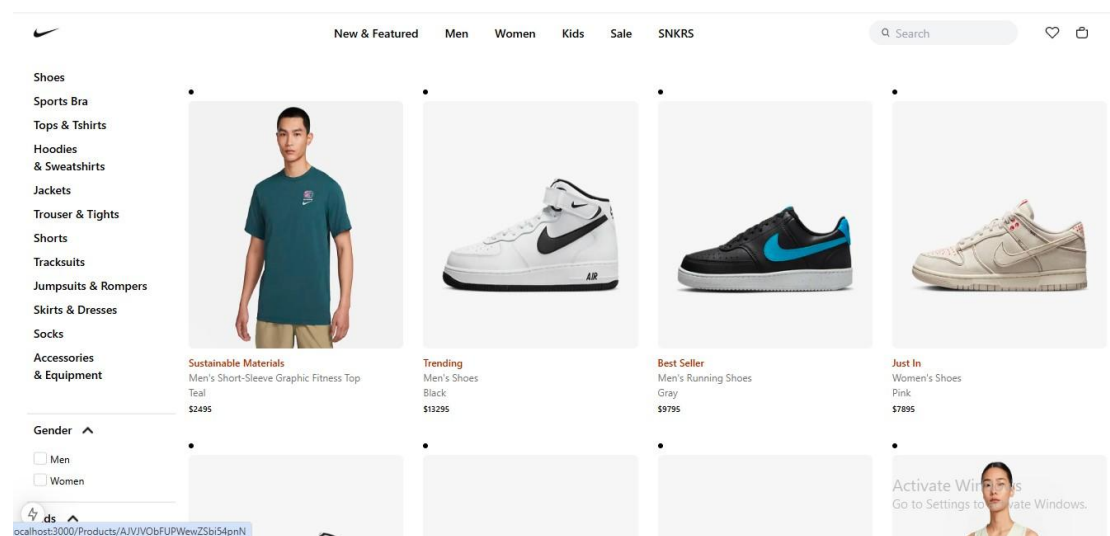 New & Featured Men Women Kids Sale SNKRS Search
Shoes
Sports Bra
Tops & Tshirts
Hoodies
& Sweatshirts
Jackets
Trouser & Tights
Shorts
Tracksuits
Jumpsuits & Rompers
Skirts & Dresses
Socks
Accessories
& Equipment
Gender
Men
Women
ds
ocalhost:3000/Products/AJVJVObFUPWewZSbi54pnN
AIR
Sustainable Materials
Men's Short-Sleeve Graphic Fitness Top
Teal
$2495
Trending
Men's Shoes
Black
$13295
Best Seller
Men's Running Shoes
Gray
$9795
Just In
Women's Shoes
Pink
$7895
Activate
Go to Settings to Windows.